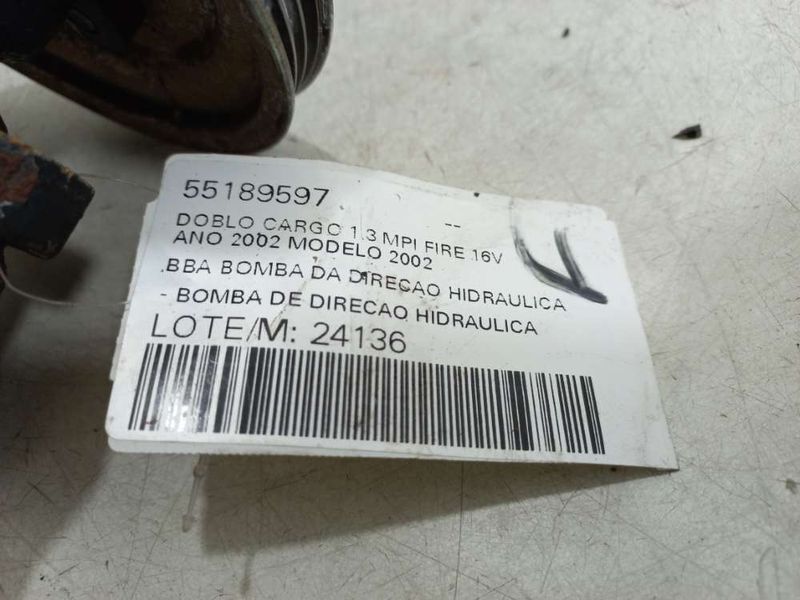 55189597
--
DOBLO CARGO 1.3 MPI FIRE 16V
ANO 2002 MODELO 2002
.BBA BOMBA DA DIRECAO HIDRAULICA
- BOMBA DE DIRECAO HIDRAULICA
LOTE/M: 24136